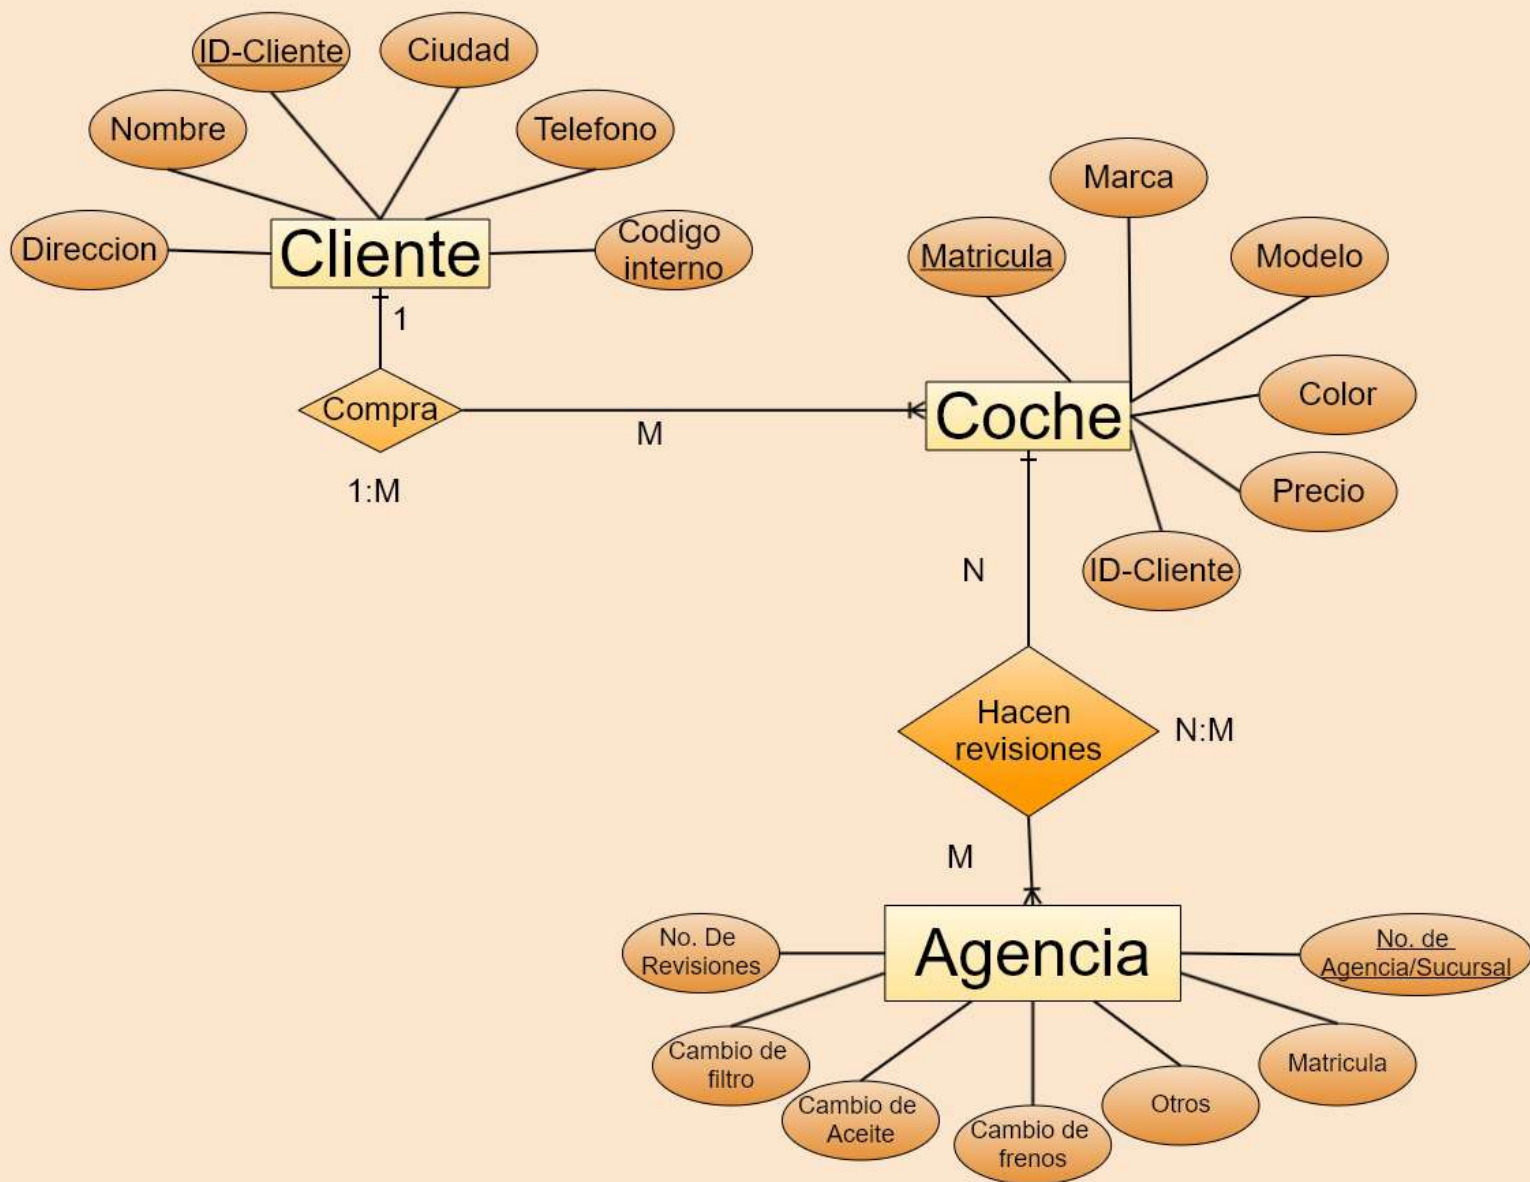 ID-Cliente
Ciudad
Nombre
Telefono
Direccion
Cliente
Codigo
interno
1
Compra
M
1:M
Marca
Matricula
Modelo
Coche
Color
Precio
ID-Cliente
N
Hacen
revisiones
N:M
M
Agencia
No. De
Revisiones
No. de
Agencia/Sucursal
Cambio de
filtro
Cambio de
Aceite
Cambio de
frenos
Otros
Matricula